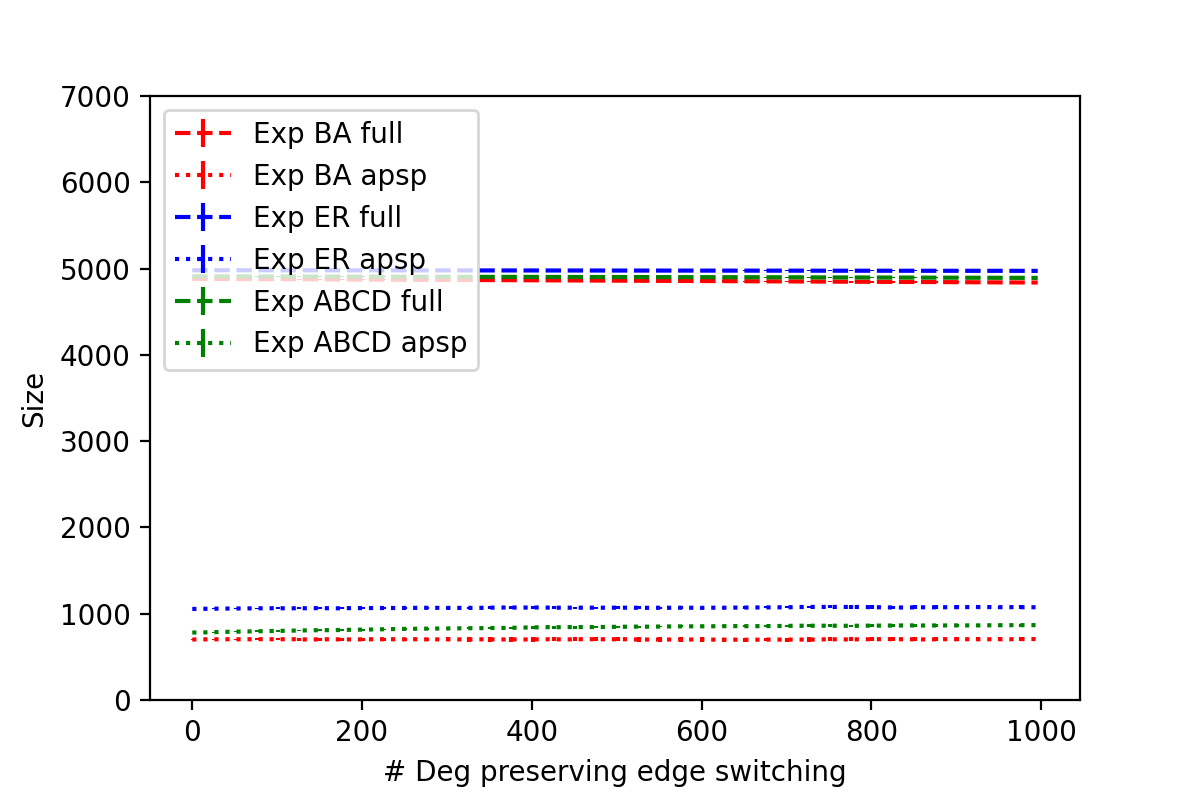 7000
6000
5000
4000
3000
2000
1000
0
Size
Exp BA full
Exp BA apsp
Exp ER full
Exp ER apsp
Exp ABCD full
Exp ABCD apsp
0 200 400 600 800 1000
# Deg preserving edge switching